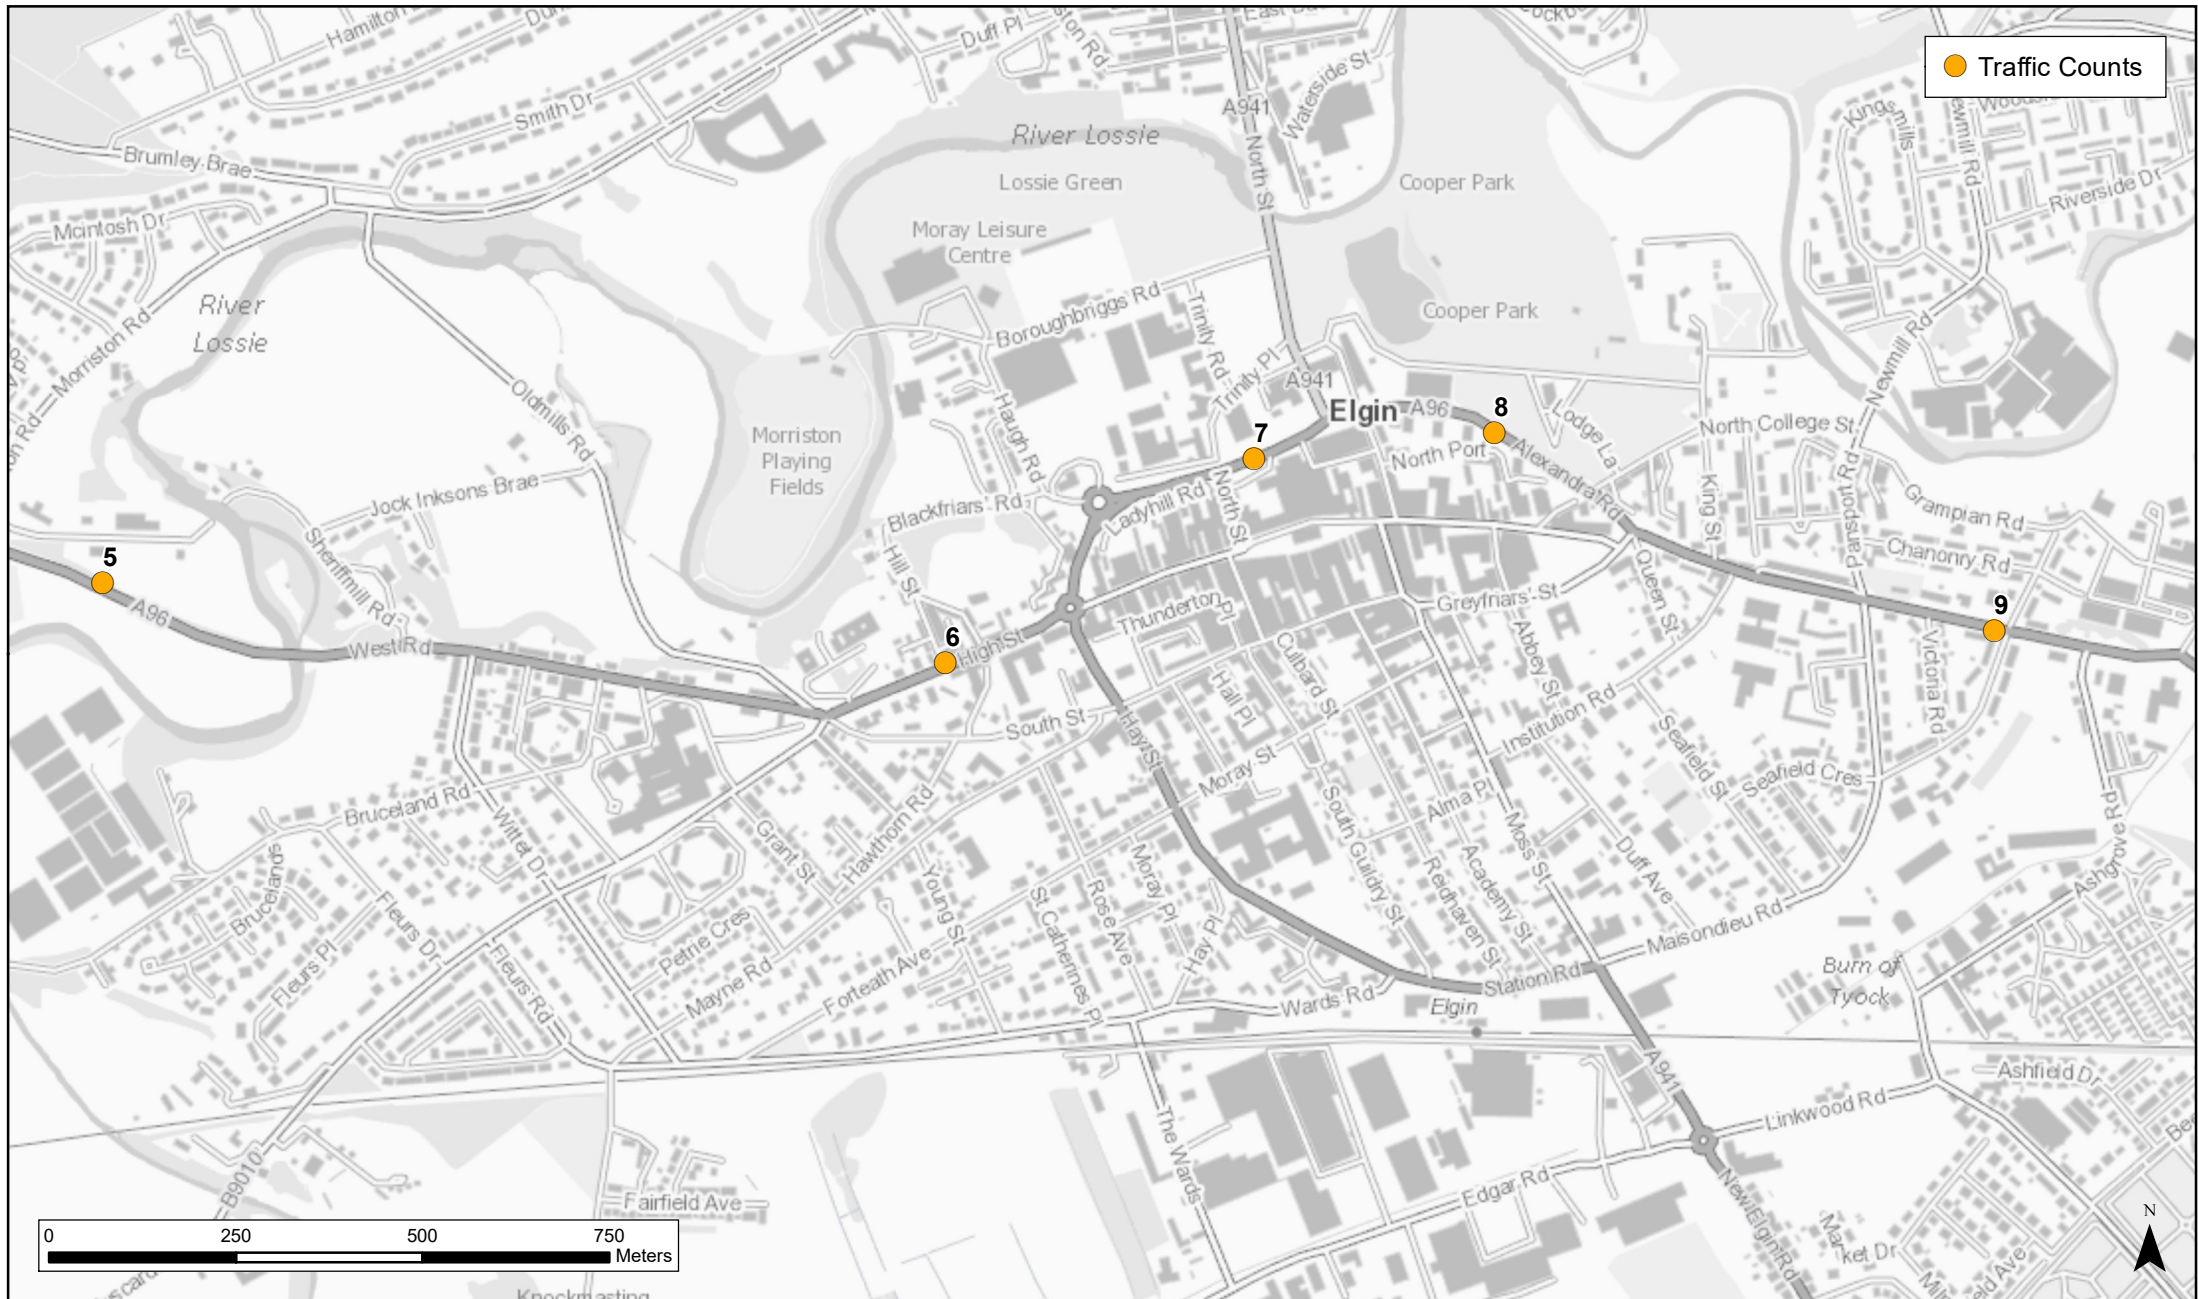 Hamilton
Duff Pl
A941
Waterside St
Traffic Counts
Smith Dr
River Lossie
Kingsmills
Brumley Brae
North St
Lossie Green
Cooper Park
Riverside Dr
Mcintosh Dr
Moray Leisure
Centre
River
Lossie
Morriston Rd
Boroughbriggs Rd
Trinity Rd
Cooper Park
Newmill Rd
Trinity Pl
A941
Oldmills Rd
Haugh Rd
Elgin
A96
8
Lodge La
North College St
Morriston
Playing
Fields
7
North Port
Alexandra Rd
King St
Pansport Rd
Jock Inksons Brae
Blackfriars' Rd
Ladyhill Rd
North St
Grampian Rd
5
A96
Sheriffmill Rd
Hill St
Chanonry Rd
Greyfriars' St
Queen St
9
Thunderton Pl
6
High St
West Rd
Culbard St
Abbey St
Victoria Rd
Hall Pl
South St
Hay St
Institution Rd
Seafield St
Moray St
Seafield Cres
Bruceland Rd
Wittet Dr
Grant St
Hawthorn Rd
South Guildry St
Alma Pl
Moss St
Ashgrove Rd
Brucelands
Fleurs Dr
Young St
Moray Pl
Rose Ave
St Catherines Pl
Reidhaven St
Academy St
Duff Ave
Fleurs Pl
Fleurs Rd
Petrie Cres
Mayne Rd
Forteath Ave
Hay Pl
Maisondieu Rd
Station Rd
Burn of
Tyock
Wards Rd
Elgin
A941
Ashfield Dr
Linkwood Rd
The Wards
B9010
Fairfield Ave
Edgar Rd
New Elgin Rd
Market Dr
0 250 500 750
Meters
N